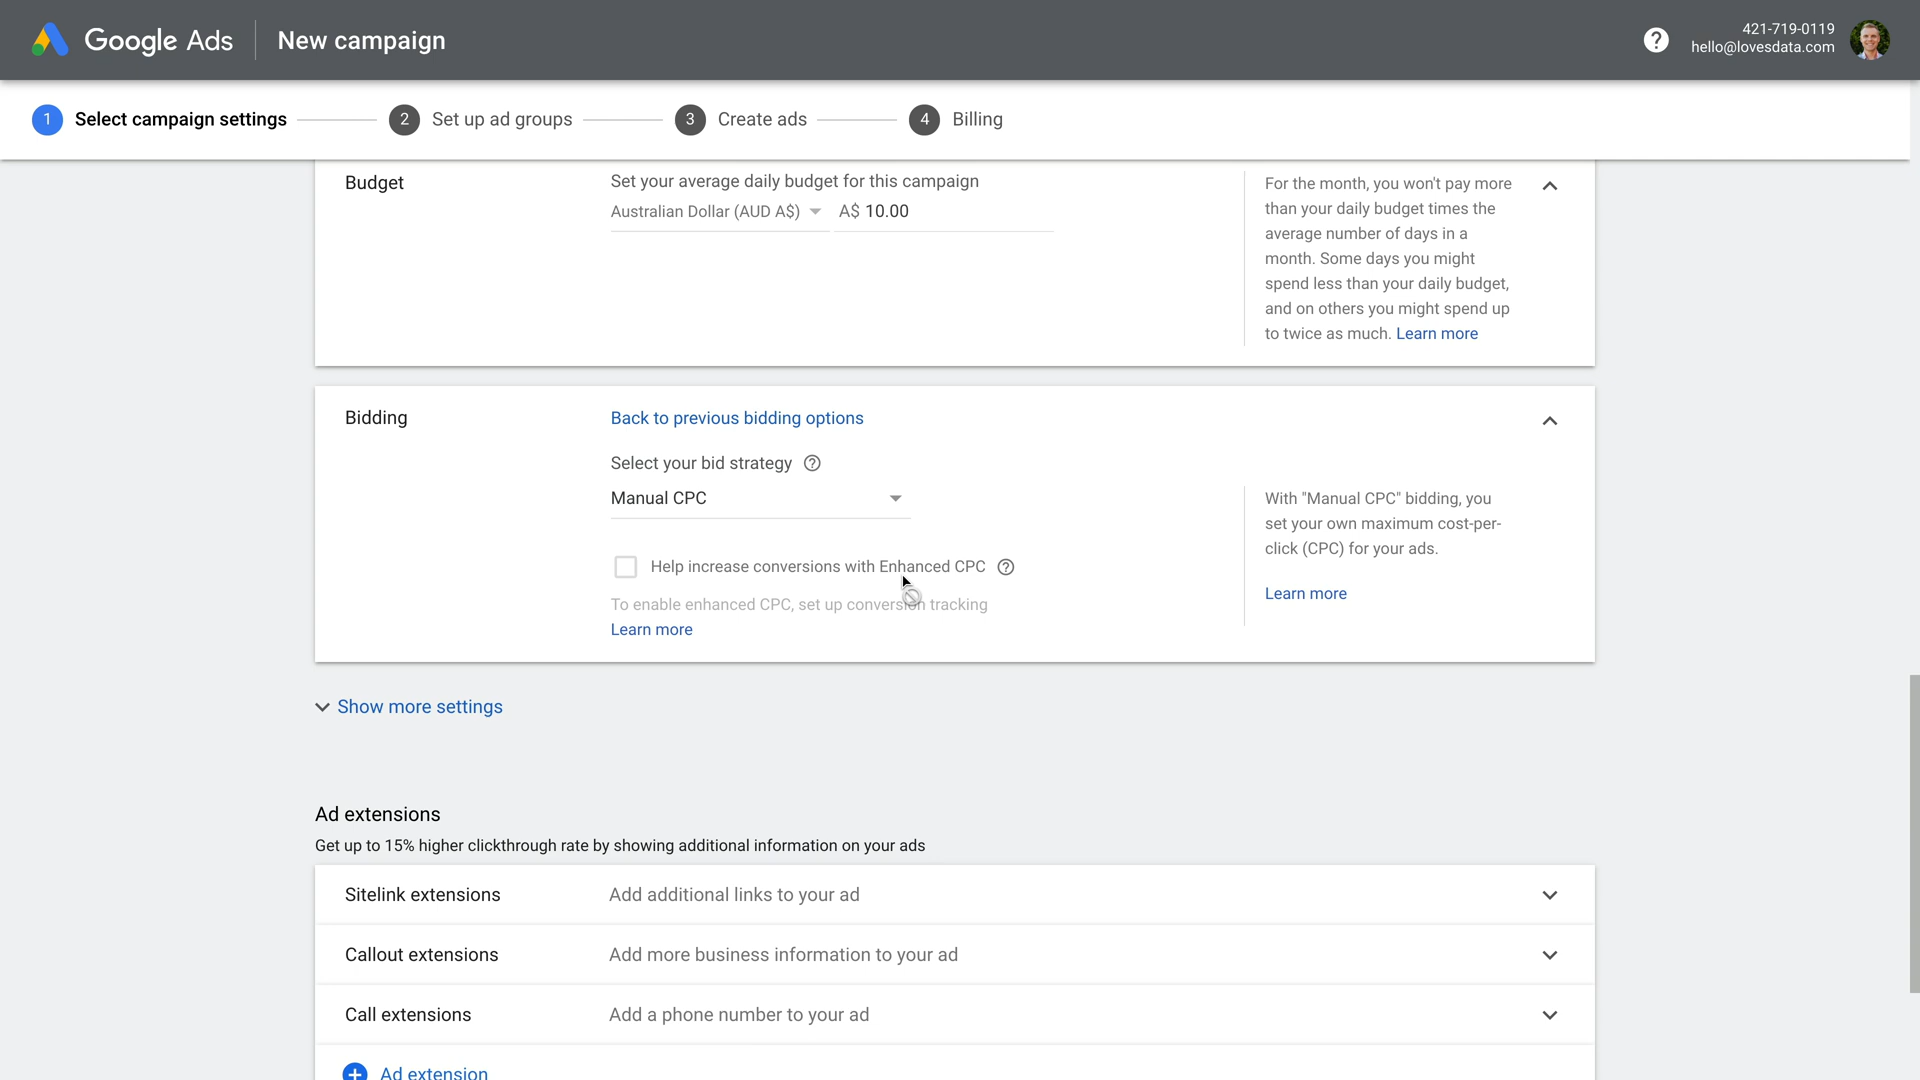 Google Ads New campaign
421-719-0119
hello@lovesdata.com
1 Select campaign settings 2 Set up ad groups 3 Create ads 4 Billing
Budget
Set your average daily budget for this campaign
Australian Dollar (AUD A$) A$ 10.00
For the month, you won't pay more
than your daily budget times the
average number of days in a
month. Some days you might
spend less than your daily budget,
and on others you might spend up
to twice as much. Learn more
Bidding
Back to previous bidding options
Select your bid strategy ?
Manual CPC
Help increase conversions with Enhanced CPC ?
To enable enhanced CPC, set up conversion tracking
Learn more
With "Manual CPC" bidding, you
set your own maximum cost-per-
click (CPC) for your ads.
Learn more
Show more settings
Ad extensions
Get up to 15% higher clickthrough rate by showing additional information on your ads
Sitelink extensions Add additional links to your ad
Callout extensions Add more business information to your ad
Call extensions Add a phone number to your ad
Ad extension